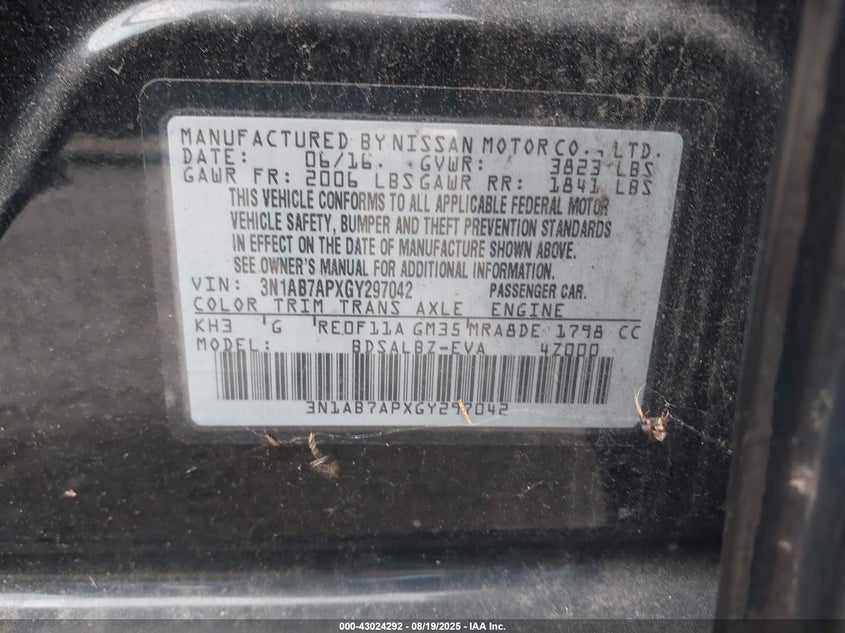 MANUFACTURED BY NISSAN MOTOR CO., LTD.
DATE: 06/16. GVWR: 3823 LBS
GAWR FR: 2006 LBS GAWR RR: 1841 LBS
THIS VEHICLE CONFORMS TO ALL APPLICABLE FEDERAL MOTOR
VEHICLE SAFETY, BUMPER AND THEFT PREVENTION STANDARDS
IN EFFECT ON THE DATE OF MANUFACTURE SHOWN ABOVE.
SEE OWNER'S MANUAL FOR ADDITIONAL INFORMATION.
VIN: 3N1AB7APXGY297042 PASSENGER CAR.
COLOR TRIM TRANS AXLE ENGINE
KH3 G RE0F11A GM35 MRA8DE 1798 CC
MODEL: BDSALBZ-EVA 47000
3N1AB7APXGY297042
000-43024292 - 08/19/2025 - IAA Inc.